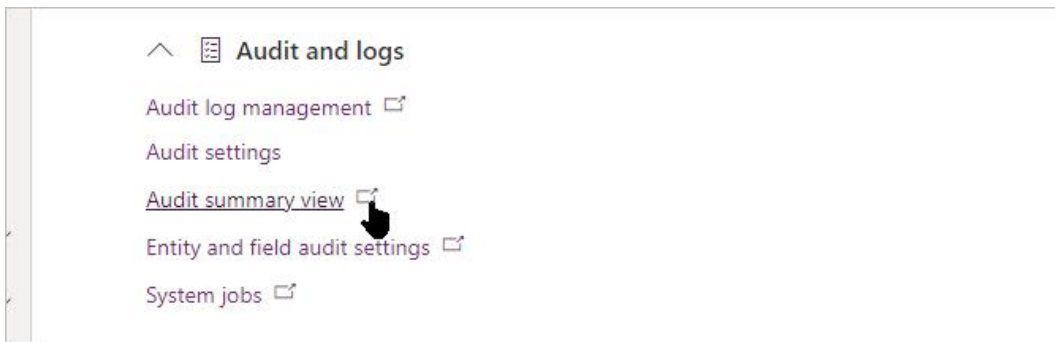 Audit and logs
Audit log management
Audit settings
Audit summary view
Entity and field audit settings
System jobs